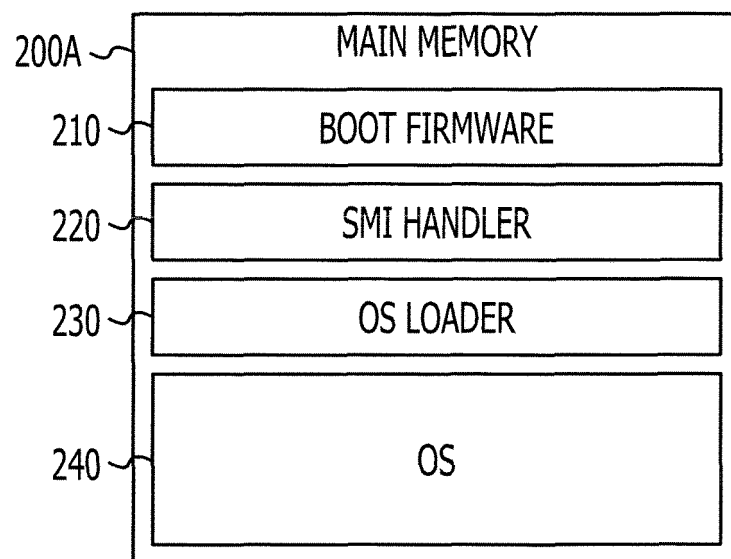 200A MAIN MEMORY
210 BOOT FIRMWARE
220 SMI HANDLER
230 OS LOADER
240 OS